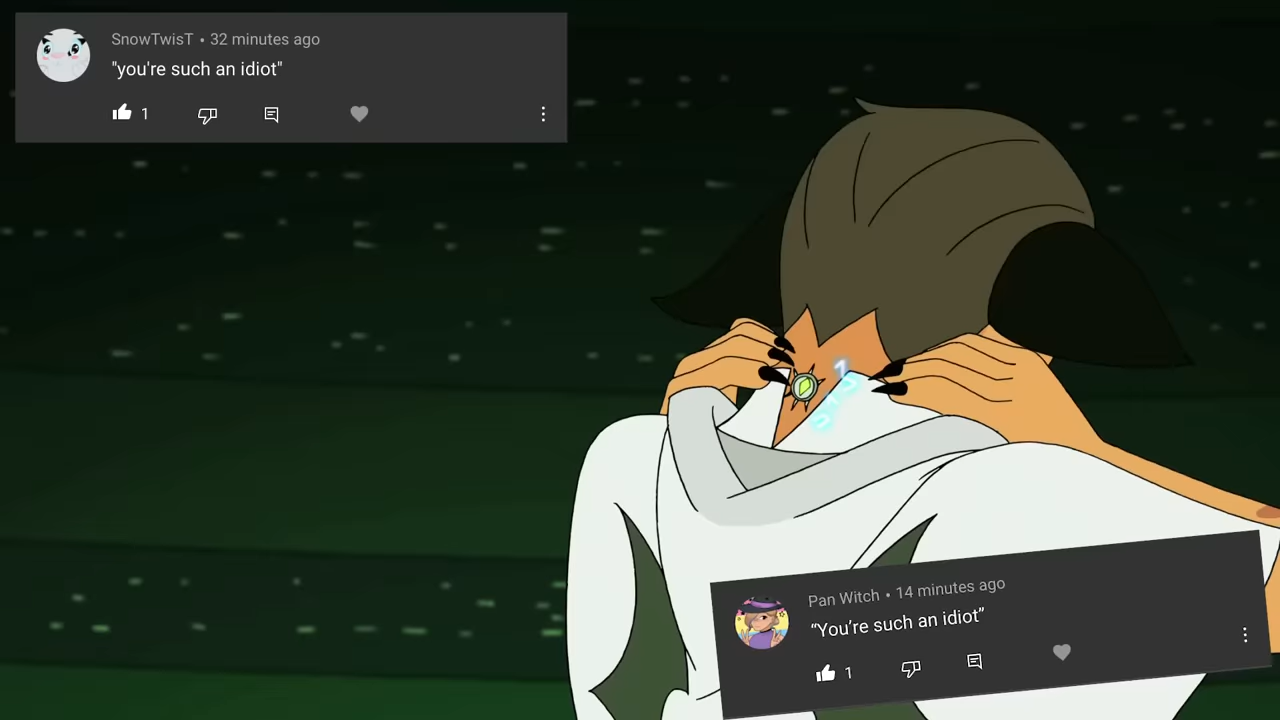 SnowTwisT • 32 minutes ago
"you're such an idiot"
1
Pan Witch • 14 minutes ago
“You’re such an idiot”
1